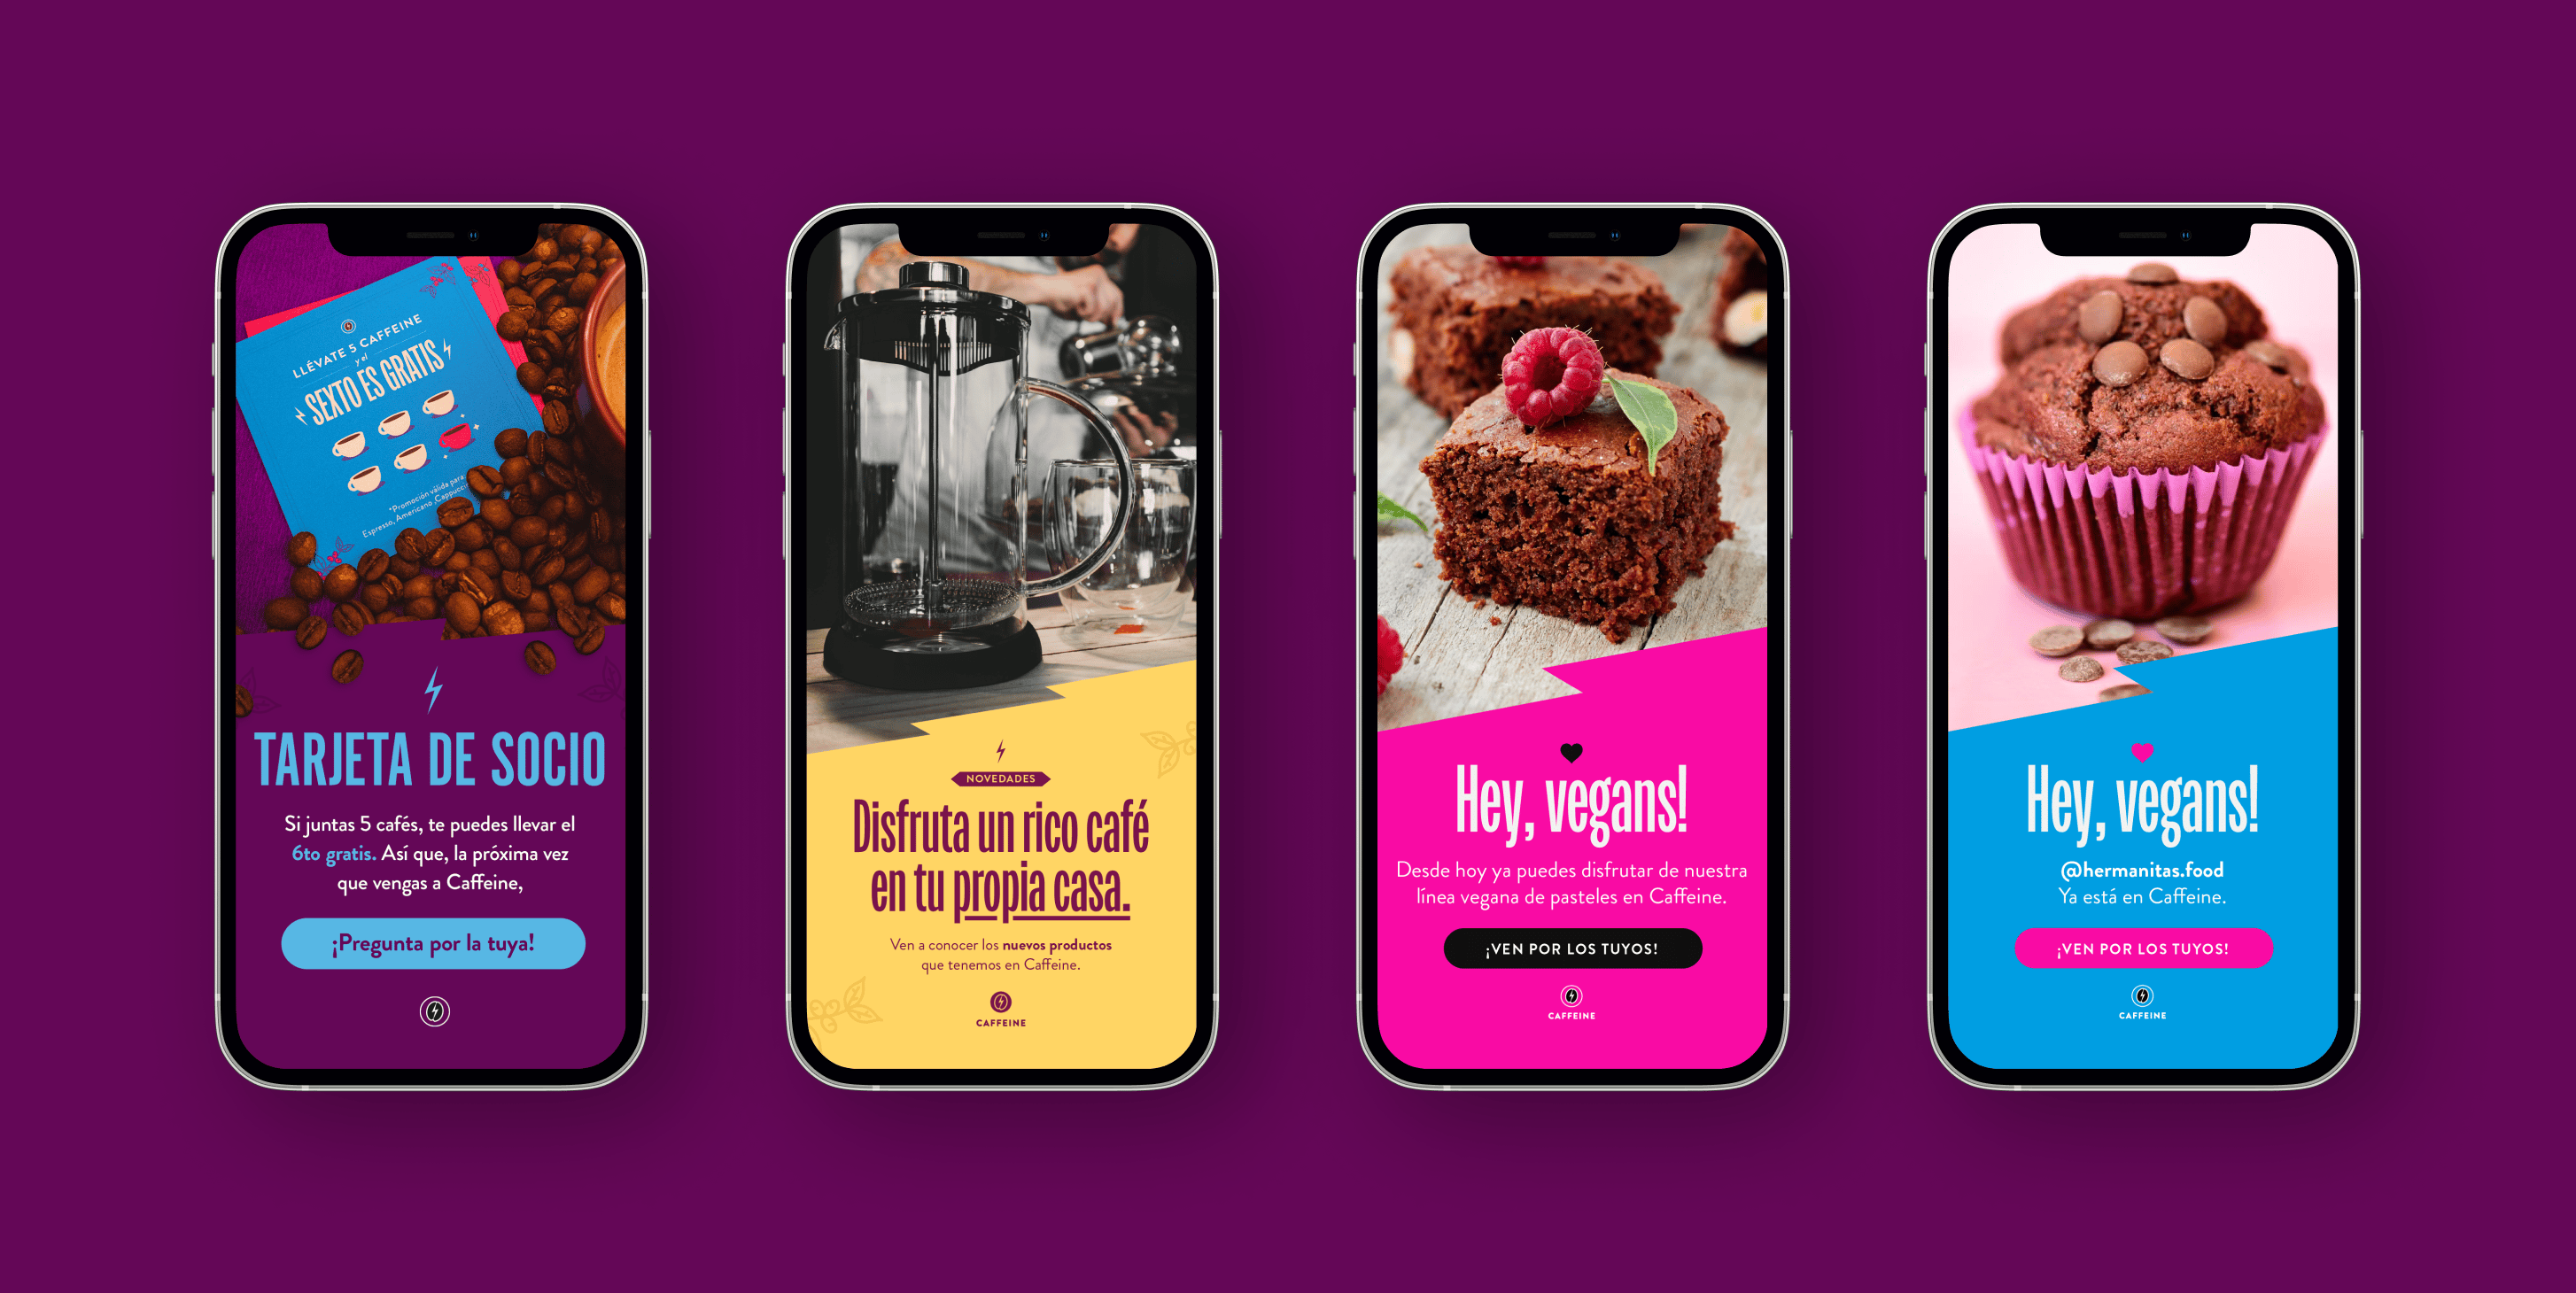 LLÉVATE 5 CAFFEINE
y el
SEXTO ES GRATIS
*Promoción válida para
Espresso, Americano, Cappuccino
TARJETA DE SOCIO
Si juntas 5 cafés, te puedes llevar el
6to gratis. Así que, la próxima vez
que vengas a Caffeine,
¡Pregunta por la tuya!
NOVEDADES
Disfruta un rico café
en tu propia casa.
Ven a conocer los nuevos productos
que tenemos en Caffeine.
CAFFEINE
Hey, vegans!
Desde hoy ya puedes disfrutar de nuestra
línea vegana de pasteles en Caffeine.
¡VEN POR LOS TUYOS!
CAFFEINE
Hey, vegans!
@hermanitas.food
Ya está en Caffeine.
¡VEN POR LOS TUYOS!
CAFFEINE